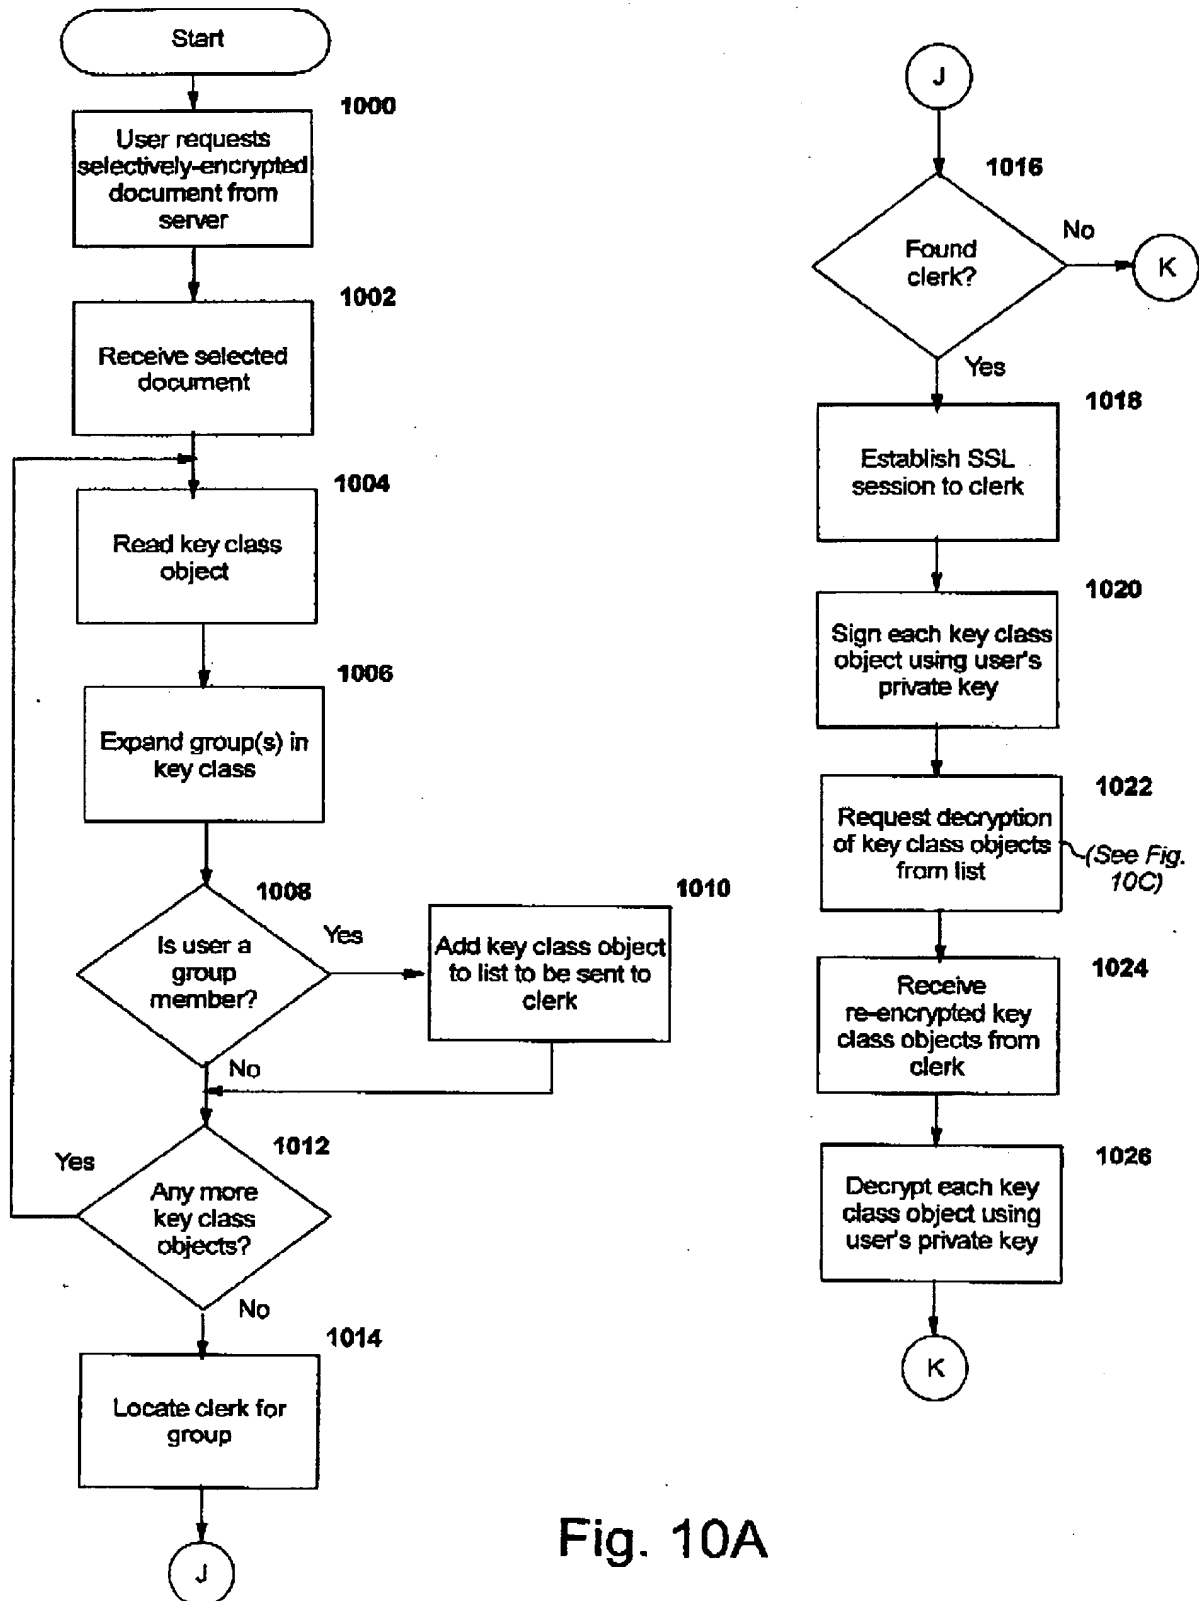 Start
1000
User requests
selectively-encrypted
document from
server
1002
Receive selected
document
1004
Read key class
object
1006
Expand group(s) in
key class
1008
Is user a
group
member?
Yes
1010
Add key class object
to list to be sent to
clerk
No
1012
Yes
Any more
key class
objects?
No
1014
Locate clerk for
group
J
J
1016
Found
clerk?
No
K
Yes
1018
Establish SSL
session to clerk
1020
Sign each key class
object using user's
private key
1022
Request decryption
of key class objects
from list
(See Fig.
10C)
1024
Receive
re-encrypted key
class objects from
clerk
1026
Decrypt each key
class object using
user's private key
K
Fig. 10A